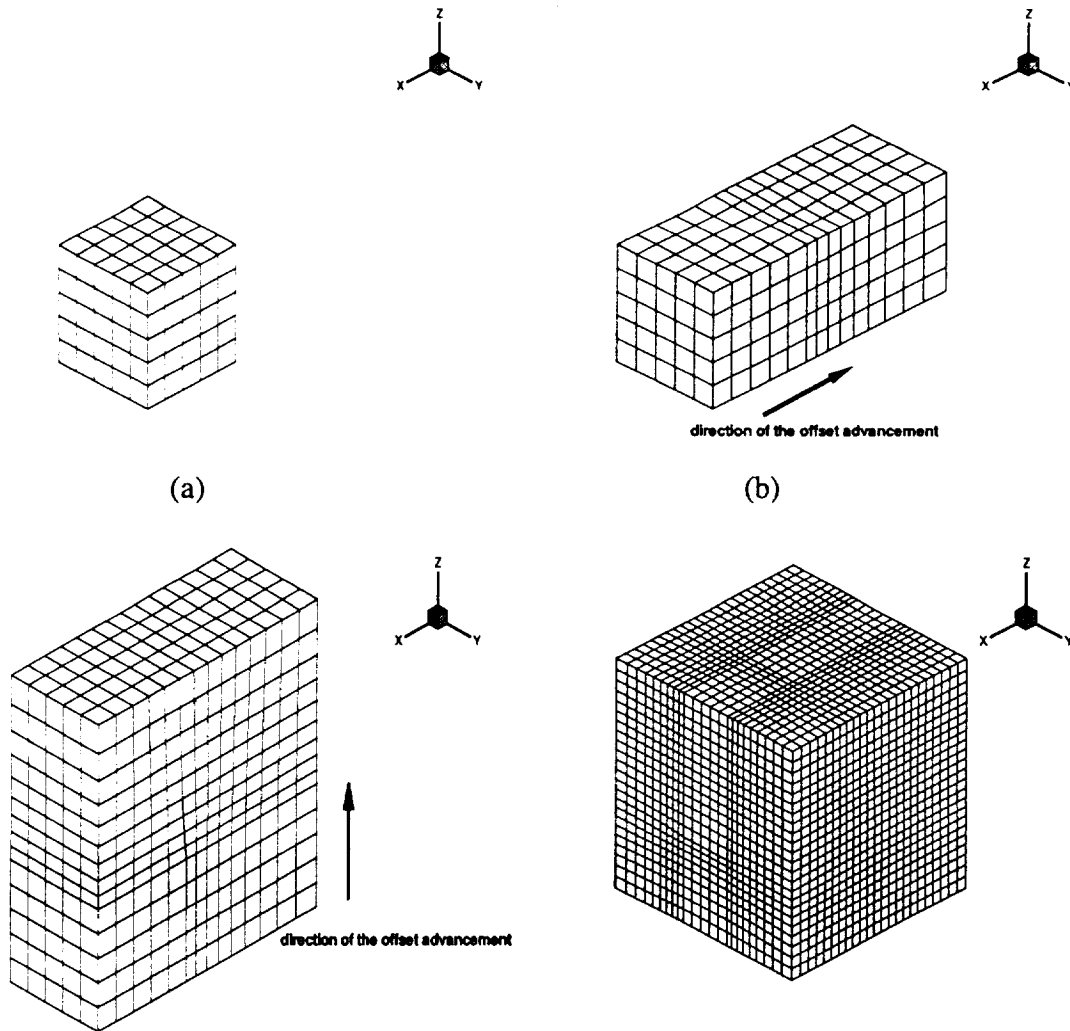 Z
X
Y
Z
X
Y
direction of the offset advancement
(a)
(b)
Z
X
Y
direction of the offset advancement
Z
X
Y